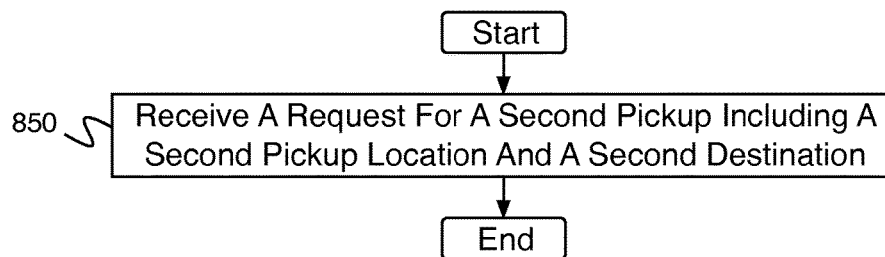 Start
850
Receive A Request For A Second Pickup Including A
Second Pickup Location And A Second Destination
End